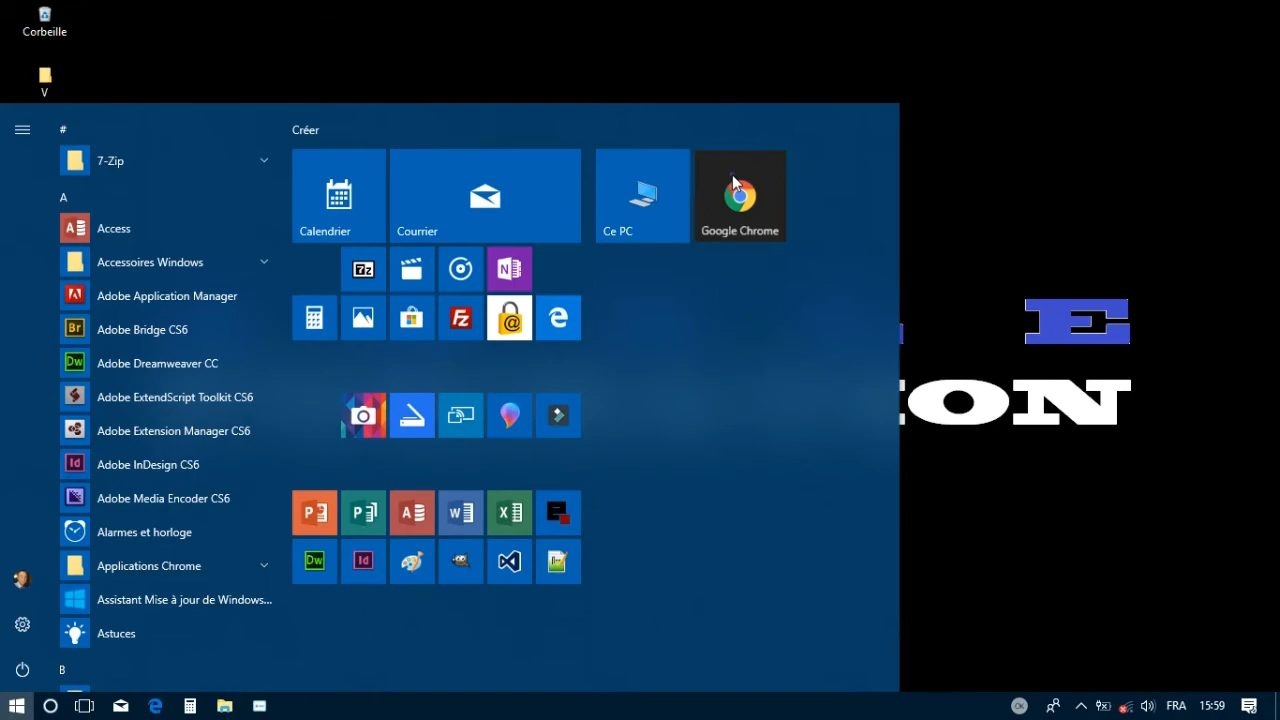 Corbeille
V
#
7-Zip
A
Access
Accessoires Windows
Adobe Application Manager
Adobe Bridge CS6
Adobe Dreamweaver CC
Adobe ExtendScript Toolkit CS6
Adobe Extension Manager CS6
Adobe InDesign CS6
Adobe Media Encoder CS6
Alarmes et horloge
Applications Chrome
Assistant Mise à jour de Windows...
Astuces
B
Créer
Calendrier
Courrier
Ce PC
Google Chrome
E
ION
OK
FRA
15:59